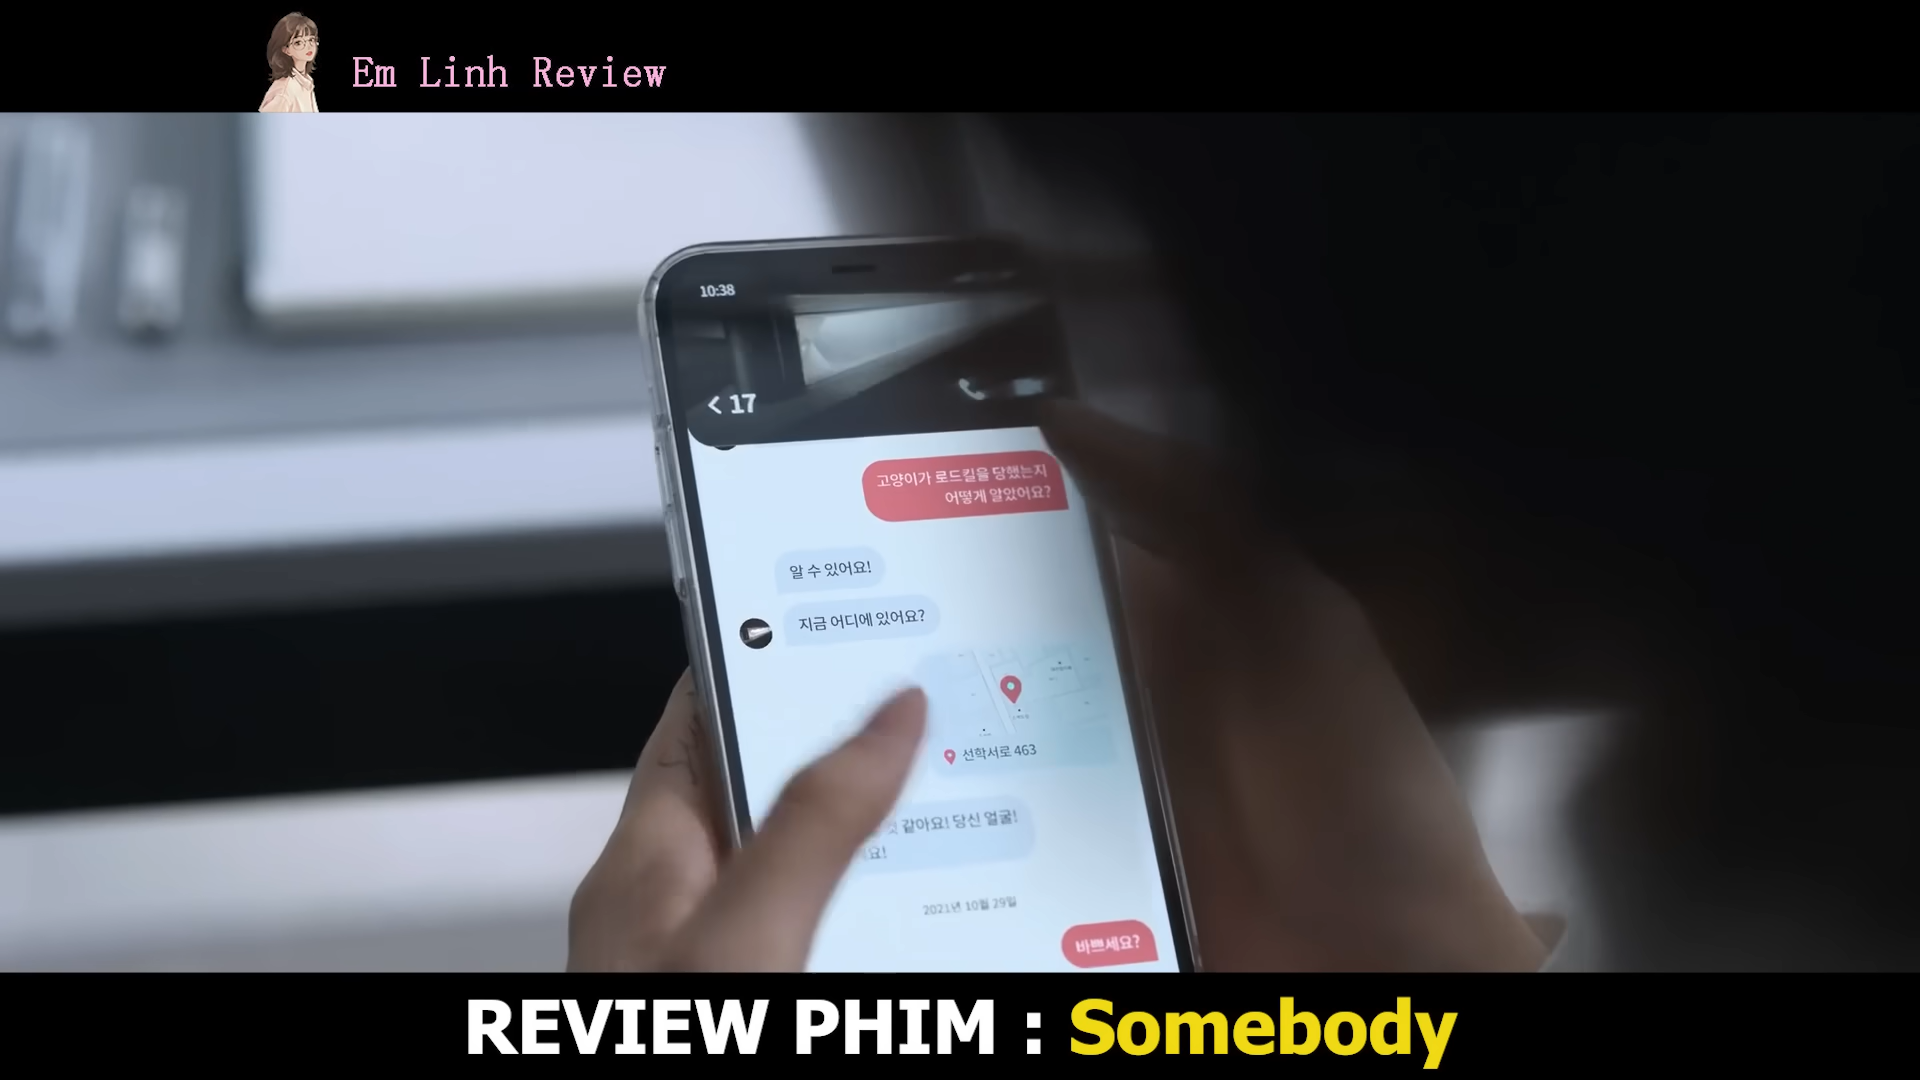 Em Linh Review
10:38
17
고양이가 로드킬을 당했는지
어떻게 알았어요?
알 수 있어요!
지금 어디에 있어요?
선학서로 463
것 같아요! 당신 얼굴!
요!
2021년 10월 29일
바쁘세요?
REVIEW PHIM : Somebody